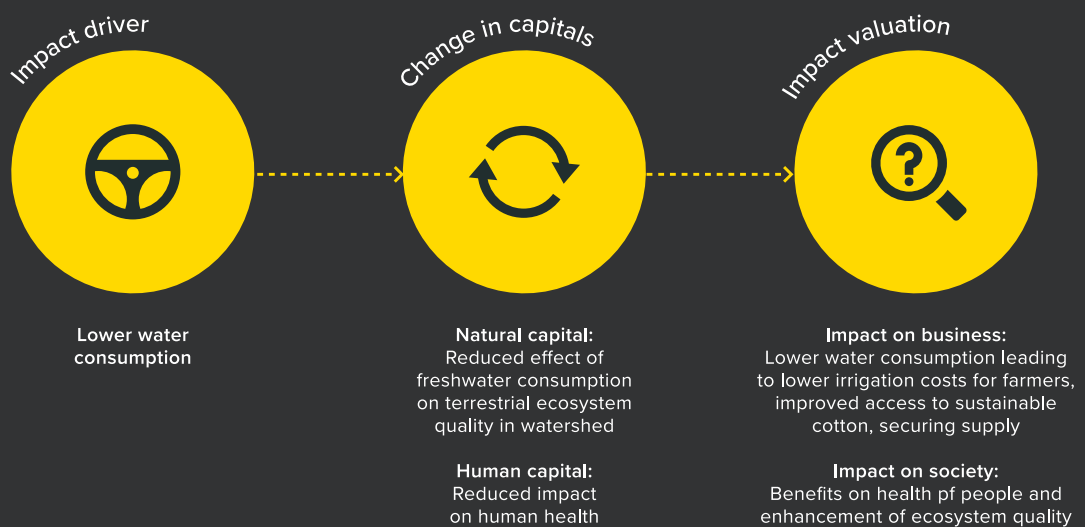 Impact driver
Change in capitals
Impact valuation
?
Lower water
consumption
Natural capital:
Reduced effect of
freshwater consumption
on terrestrial ecosystem
quality in watershed
Human capital:
Reduced impact
on human health
Impact on business:
Lower water consumption leading
to lower irrigation costs for farmers,
improved access to sustainable
cotton, securing supply
Impact on society:
Benefits on health pf people and
enhancement of ecosystem quality